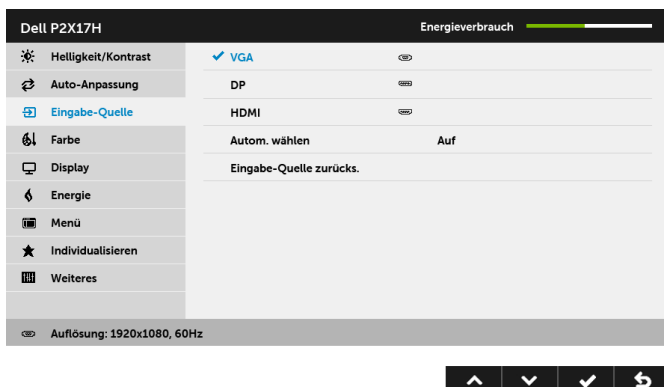 Dell P2X17H Energieverbrauch
Helligkeit/Kontrast VGA
Auto-Anpassung DP
Eingabe-Quelle HDMI
Farbe Autom. wählen Auf
Display Eingabe-Quelle zurücks.
Energie
Menü
Individualisieren
Weiteres
Auflösung: 1920x1080, 60Hz